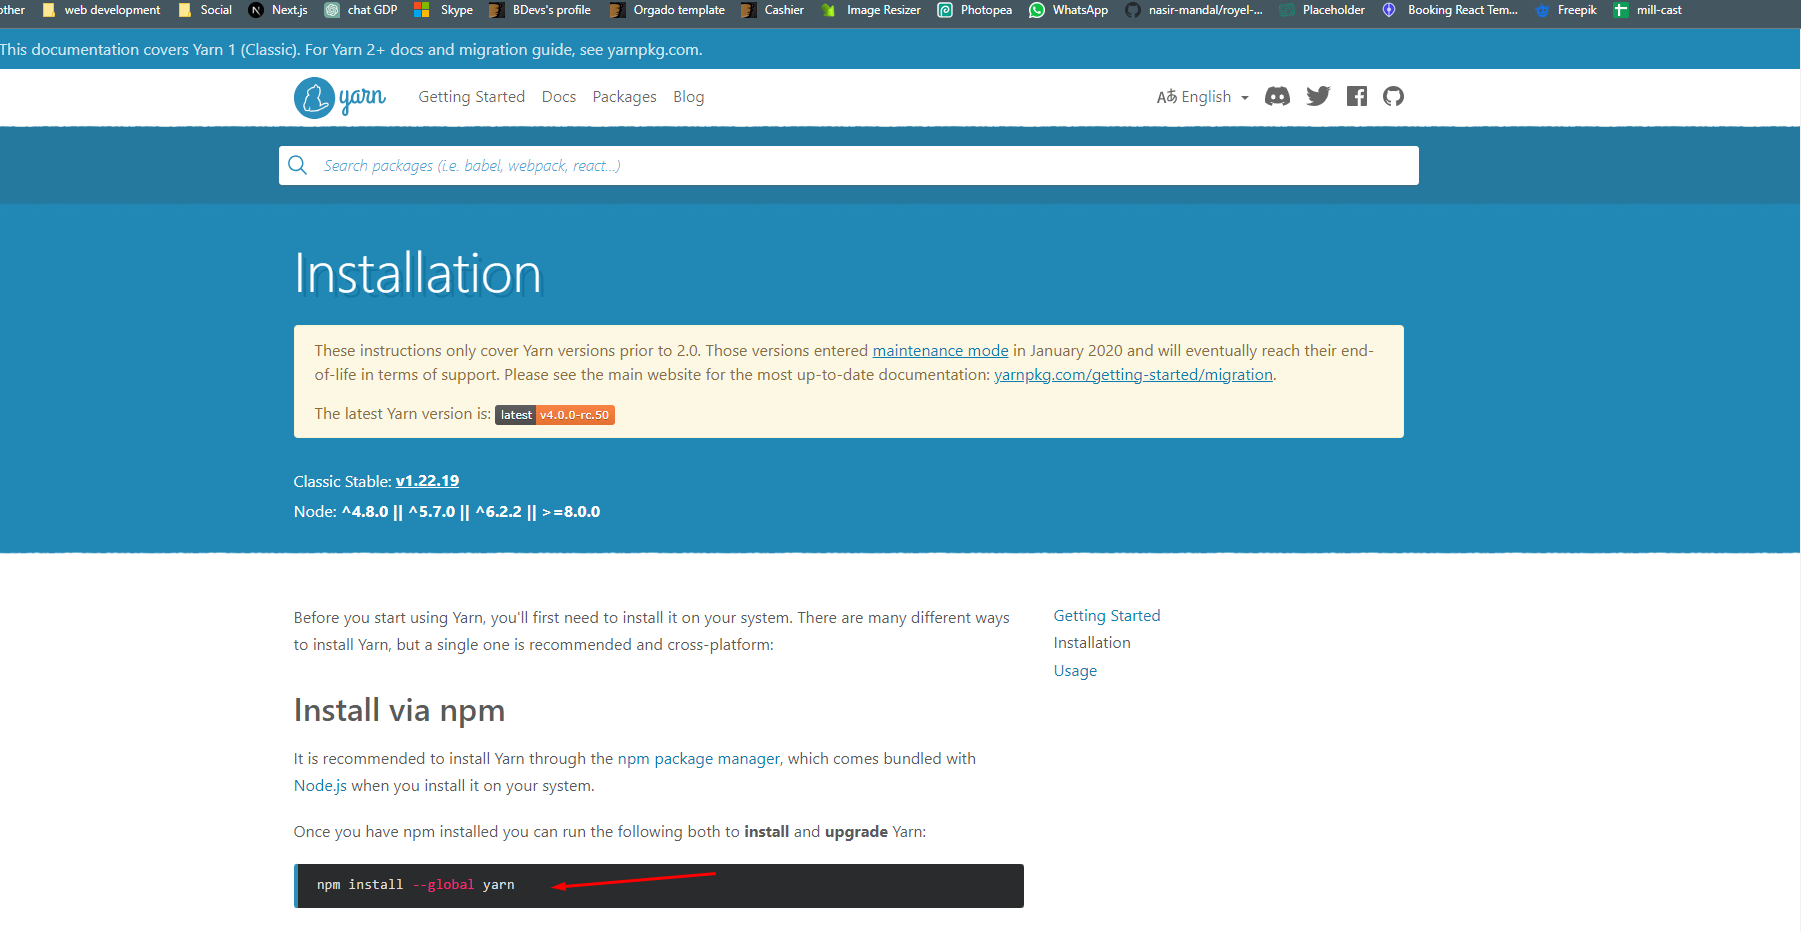 other web development Social Next.js chat GDP Skype BDevs's profile Orgado template Cashier Image Resizer Photopea WhatsApp nasir-mandal/royel-... Placeholder Booking React Tem... Freepik mill-cast
This documentation covers Yarn 1 (Classic). For Yarn 2+ docs and migration guide, see yarnpkg.com.
yarn Getting Started Docs Packages Blog Aあ English
Search packages (i.e. babel, webpack, react...)
Installation
These instructions only cover Yarn versions prior to 2.0. Those versions entered maintenance mode in January 2020 and will eventually reach their end-
of-life in terms of support. Please see the main website for the most up-to-date documentation: yarnpkg.com/getting-started/migration.
The latest Yarn version is: latest v4.0.0-rc.50
Classic Stable: v1.22.19
Node: ^4.8.0 || ^5.7.0 || ^6.2.2 || >=8.0.0
Before you start using Yarn, you'll first need to install it on your system. There are many different ways
to install Yarn, but a single one is recommended and cross-platform:
Getting Started
Installation
Usage
Install via npm
It is recommended to install Yarn through the npm package manager, which comes bundled with
Node.js when you install it on your system.
Once you have npm installed you can run the following both to install and upgrade Yarn:
npm install --global yarn